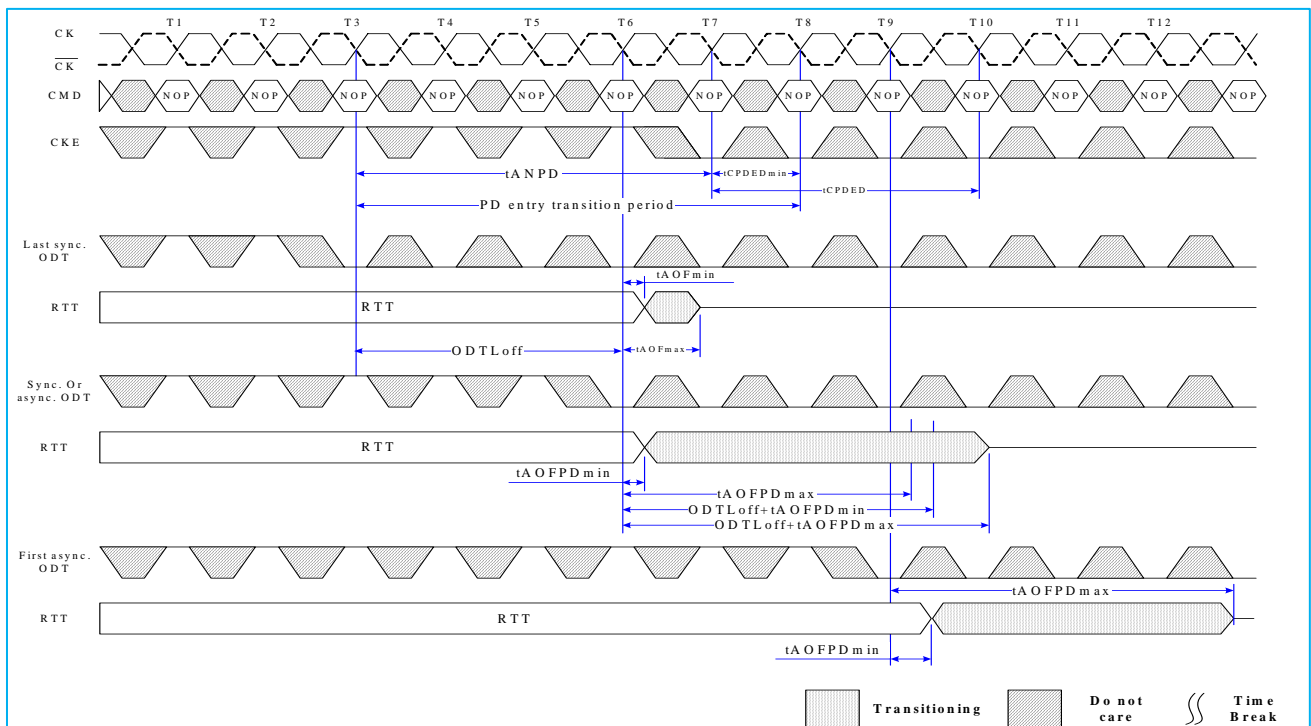 T1 T2 T3 T4 T5 T6 T7 T8 T9 T10 T11 T12
CK
CK
CMD NOP NOP NOP NOP NOP NOP NOP NOP NOP NOP NOP NOP NOP
CKE
tANPD tCPDEDmin
tCPDED
PD entry transition period
Last sync.
ODT
tAOFmin
RTT RTT
ODTLoff tAOFmax
Sync. Or
async. ODT
RTT RTT
tAOFPDmin
tAOFPDmax
ODTLoff+tAOFPDmin
ODTLoff+tAOFPDmax
First async.
ODT
tAOFPDmax
RTT RTT
tAOFPDmin
Transitioning Do not
care Time
Break